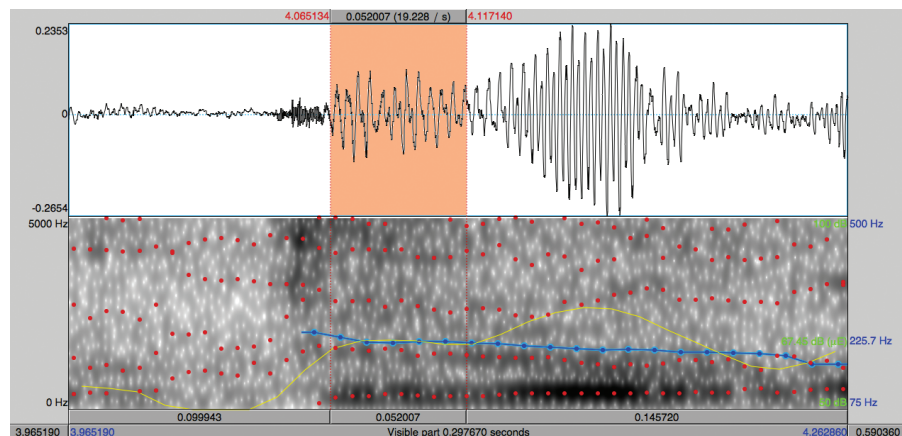 4.065134 0.052007 (19.228 / s) 4.117140
0.2353
0
-0.2654
5000 Hz 500 Hz
225.7 Hz
0 Hz 75 Hz
0.099943 0.052007 0.145720
3.965190 3.965190 Visible part 0.297670 seconds 4.262860 0.590360